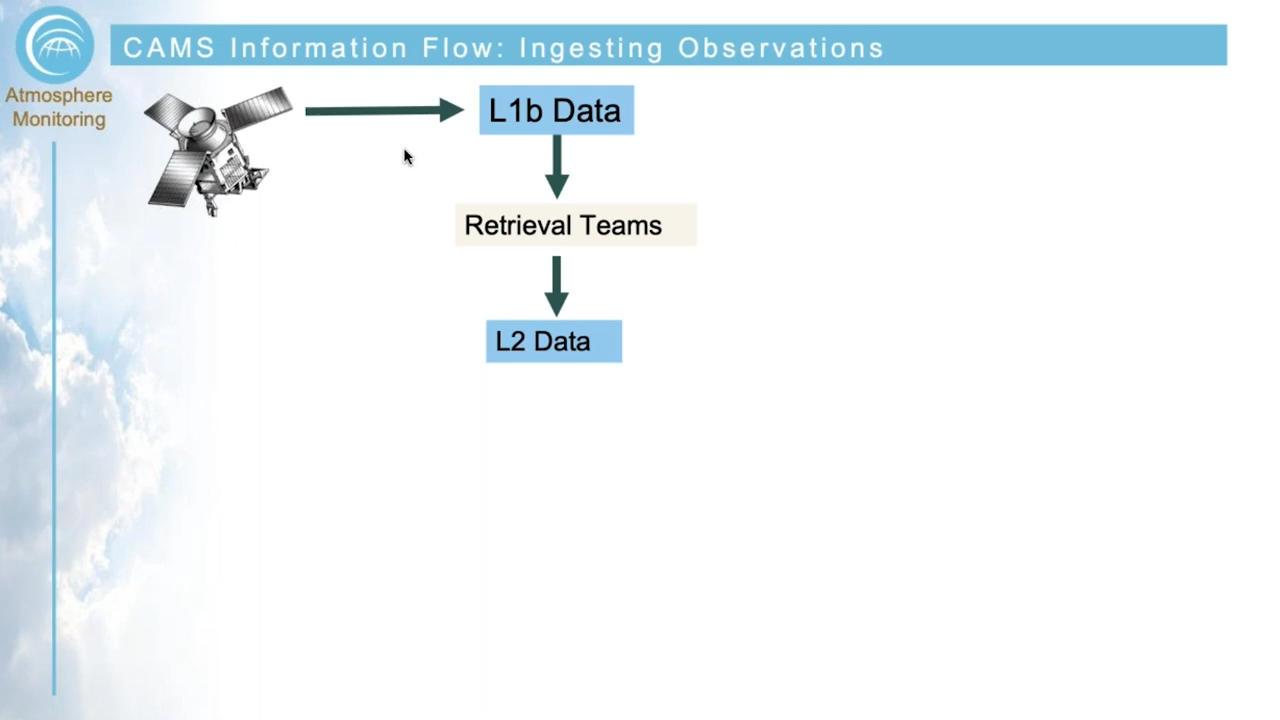 CAMS Information Flow: Ingesting Observations
Atmosphere
Monitoring
L1b Data
Retrieval Teams
L2 Data